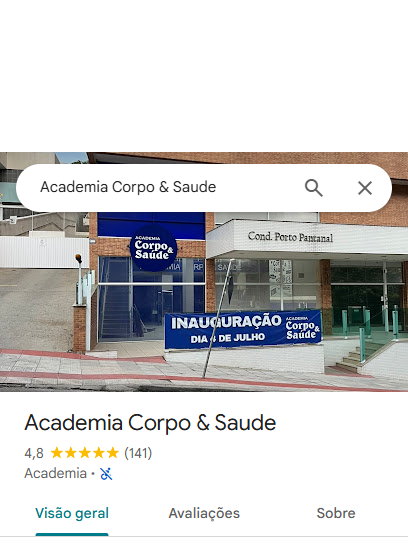 Academia Corpo & Saude
Cond. Porto Pantanal
ACADEMIA
Corpo &
Saúde
INAUGURAÇÃO
DIA DE JULHO
ACADEMIA
Corpo &
Saúde
Academia Corpo & Saude
4,8 (141)
Academia ·
Visão geral Avaliações Sobre